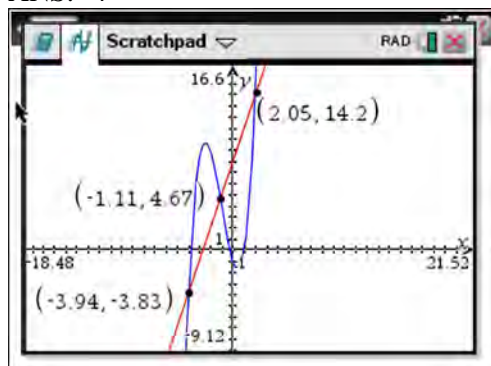 Scratchpad RAD
16.6 y
(2.05, 14.2)
(-1.11, 4.67)
1 x
-18.48 1 21.52
(-3.94, -3.83)
-9.12